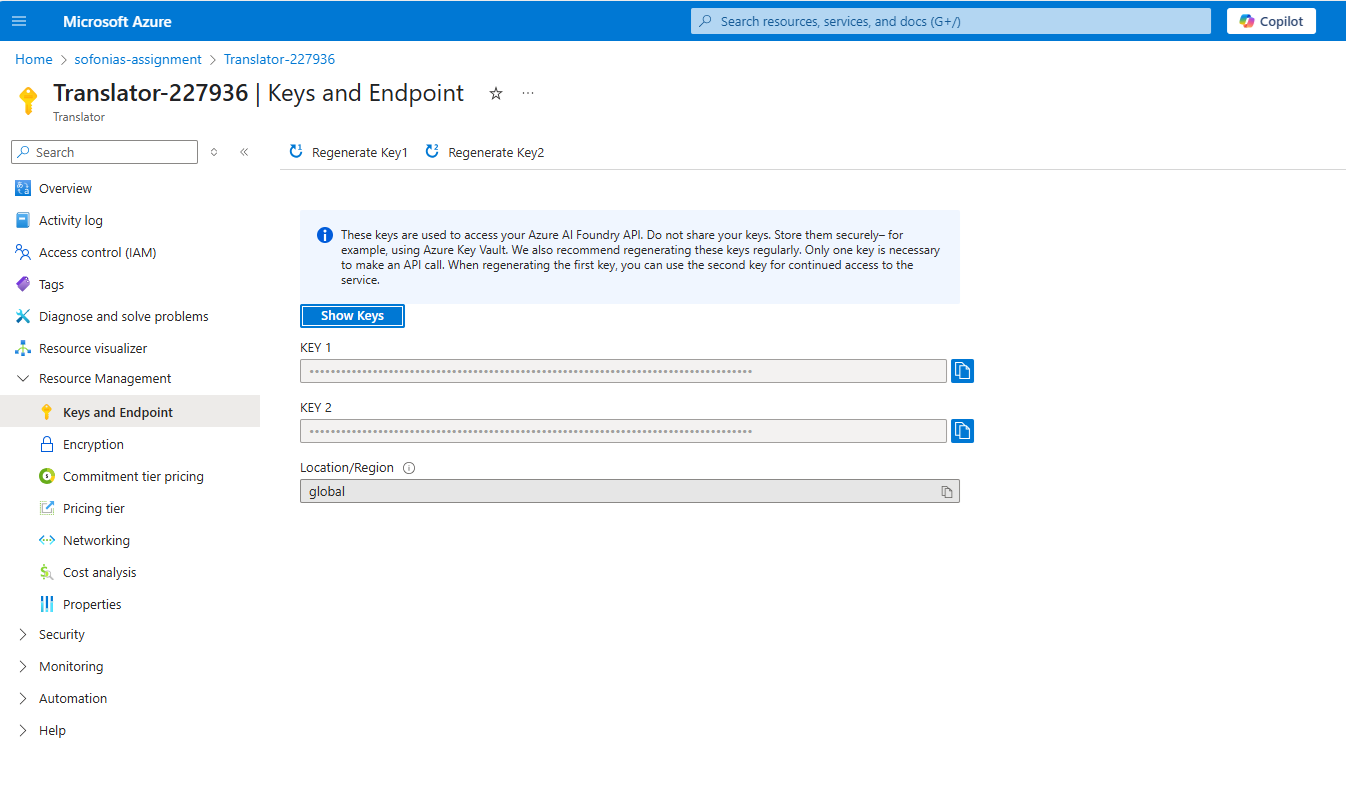 Microsoft Azure
Search resources, services, and docs (G+/)
Copilot
Home > sofonias-assignment > Translator-227936
Translator-227936 | Keys and Endpoint
Translator
Search
Regenerate Key1
Regenerate Key2
Overview
Activity log
Access control (IAM)
Tags
Diagnose and solve problems
Resource visualizer
Resource Management
Keys and Endpoint
Encryption
Commitment tier pricing
Pricing tier
Networking
Cost analysis
Properties
Security
Monitoring
Automation
Help
These keys are used to access your Azure AI Foundry API. Do not share your keys. Store them securely– for
example, using Azure Key Vault. We also recommend regenerating these keys regularly. Only one key is necessary
to make an API call. When regenerating the first key, you can use the second key for continued access to the
service.
Show Keys
KEY 1
KEY 2
Location/Region
global